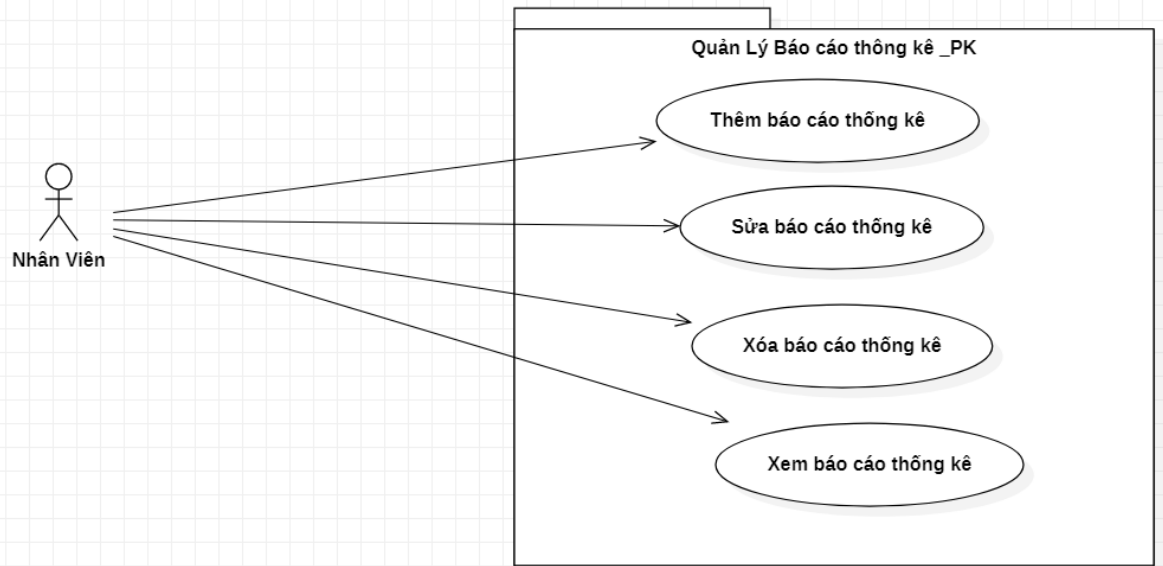 Quản Lý Báo cáo thông kê _PK
Thêm báo cáo thống kê
Sửa báo cáo thống kê
Nhân Viên
Xóa báo cáo thống kê
Xem báo cáo thống kê